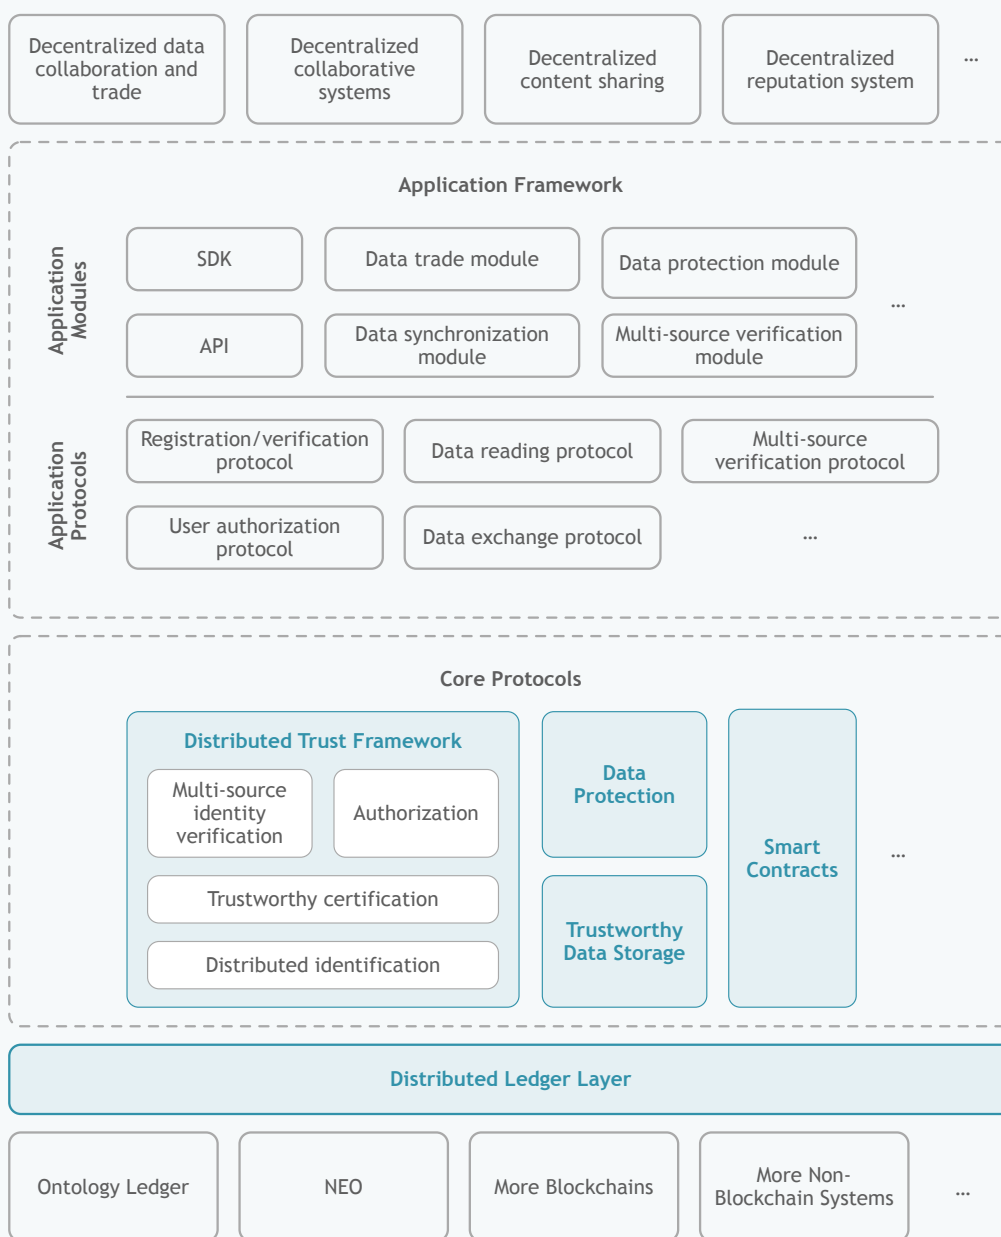 Decentralized data
collaboration and
trade
Decentralized
collaborative
systems
Decentralized
content sharing
Decentralized
reputation system
...
Application Framework
Application
Modules
SDK
Data trade module
Data protection module
API
Data synchronization
module
Multi-source verification
module
...
Application
Protocols
Registration/verification
protocol
Data reading protocol
Multi-source
verification protocol
User authorization
protocol
Data exchange protocol
...
Core Protocols
Distributed Trust Framework
Multi-source
identity
verification
Authorization
Trustworthy certification
Distributed identification
Data
Protection
Trustworthy
Data Storage
Smart
Contracts
...
Distributed Ledger Layer
Ontology Ledger
NEO
More Blockchains
More Non-
Blockchain Systems
...